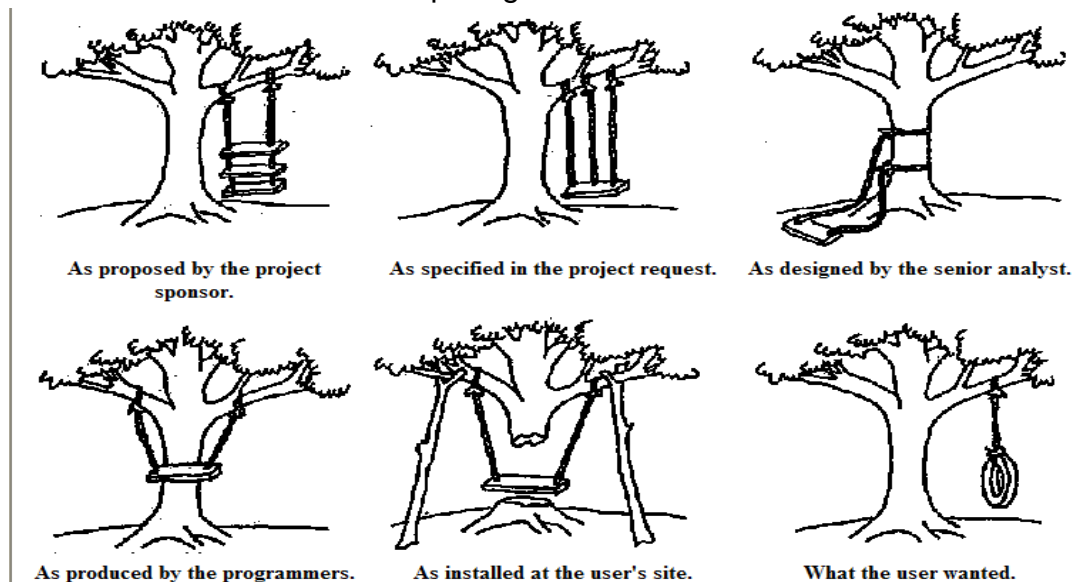 As proposed by the project
sponsor.
As specified in the project request.
As designed by the senior analyst.
As produced by the programmers.
As installed at the user's site.
What the user wanted.